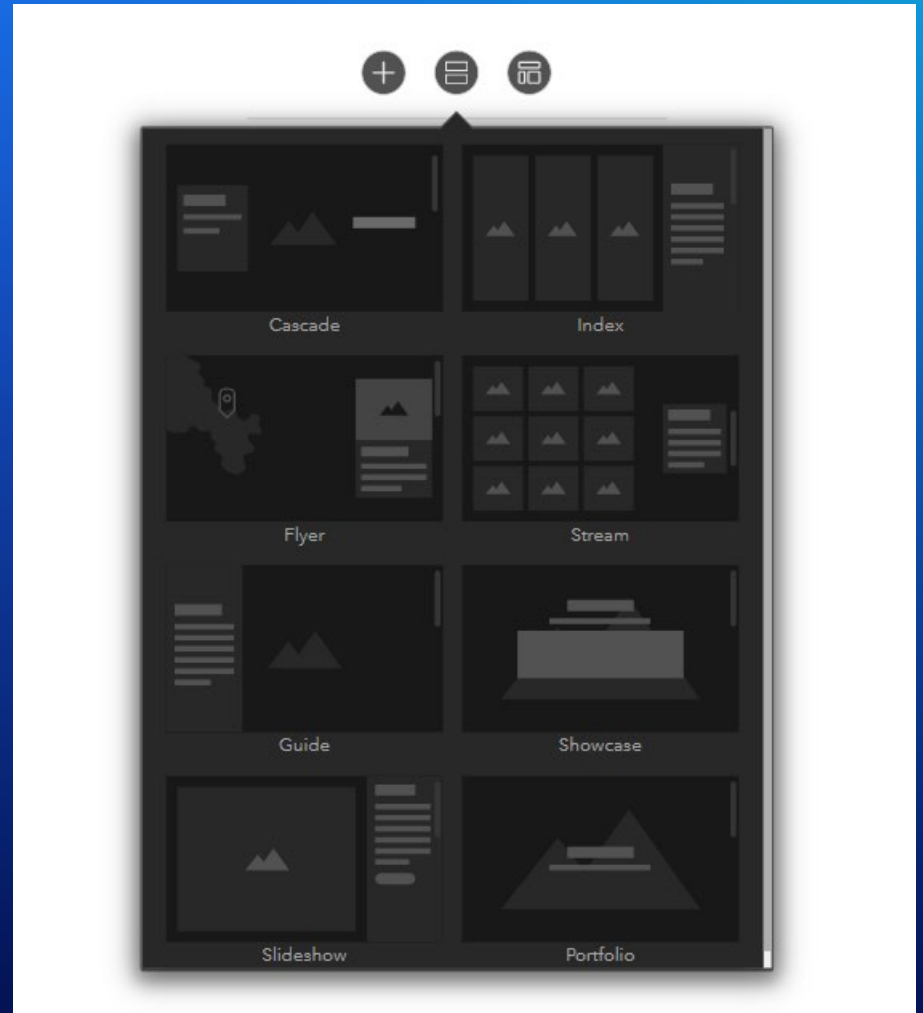 Cascade
Index
Flyer
Stream
Guide
Showcase
Slideshow
Portfolio